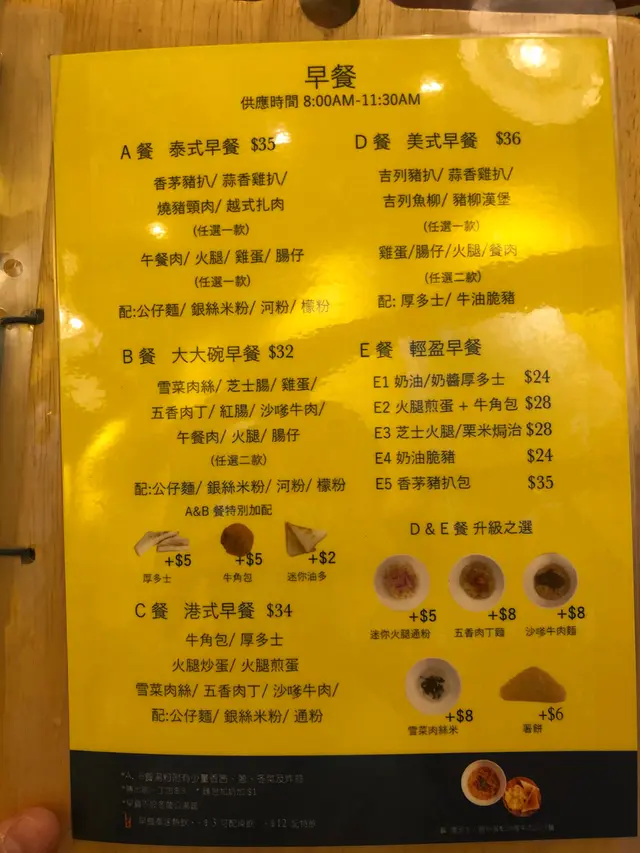 早餐
供應時間 8:00AM-11:30AM
A 餐 泰式早餐 $35
香茅豬扒/ 蒜香雞扒/
燒豬頸肉/ 越式扎肉
(任選一款)
午餐肉/ 火腿/ 雞蛋/ 腸仔
(任選一款)
配:公仔麵/ 銀絲米粉/ 河粉/ 檬粉
B 餐 大大碗早餐 $32
雪菜肉絲/ 芝士腸/ 雞蛋/
五香肉丁/ 紅腸/ 沙嗲牛肉/
午餐肉/ 火腿/ 腸仔
(任選二款)
配:公仔麵/ 銀絲米粉/ 河粉/ 檬粉
A&B 餐特別加配
+$5
+$5
+$2
厚多士
牛角包
迷你油多
C 餐 港式早餐 $34
牛角包/ 厚多士
火腿炒蛋/ 火腿煎蛋
雪菜肉絲/ 五香肉丁/ 沙嗲牛肉/
配:公仔麵/ 銀絲米粉/ 通粉
D 餐 美式早餐 $36
吉列豬扒/ 蒜香雞扒/
吉列魚柳/ 豬柳漢堡
(任選一款)
雞蛋/腸仔/火腿/餐肉
(任選二款)
配: 厚多士/ 牛油脆豬
E 餐 輕盈早餐
E1 奶油/奶醬厚多士 $24
E2 火腿煎蛋 + 牛角包 $28
E3 芝士火腿/栗米焗治 $28
E4 奶油脆豬 $24
E5 香茅豬扒包 $35
D & E 餐 升級之選
+$5
+$8
+$8
迷你火腿通粉
五香肉丁麵
沙嗲牛肉麵
+$8
+$6
雪菜肉絲米
薯餅